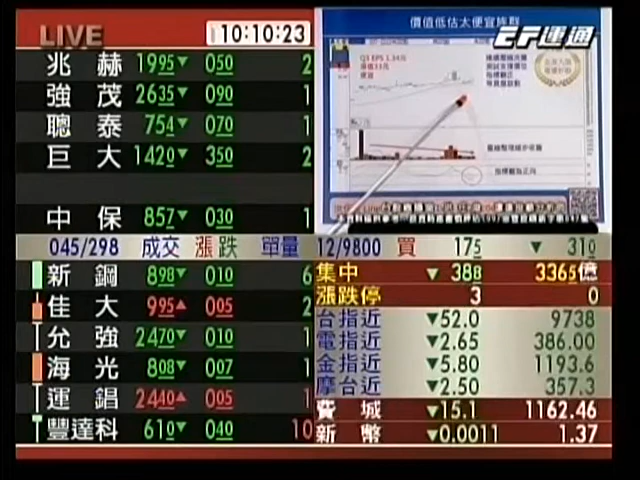 LIVE
10:10:23
兆赫 1995▼ 050 2
強茂 2635▼ 090 1
聰泰 754▼ 070 1
巨大 1420▼ 350 2
中保 857▼ 030 1
045/298 成交 漲跌 單量
新鋼 898▼ 010 6
佳大 995▲ 005 2
允強 2470▼ 010 1
海光 808▼ 007 1
運錩 2440▲ 005 1
豐達科 610▼ 040 10
價值低估太便宜族群
EF運通
12/9800 買 175 ▼ 310
集中 ▼ 388 3365億
漲跌停 3 0
台指近 ▼52.0 9738
電指近 ▼2.65 386.00
金指近 ▼5.80 1193.6
摩台近 ▼2.50 357.3
費城 ▼15.1 1162.46
新幣 ▼0.0011 1.37